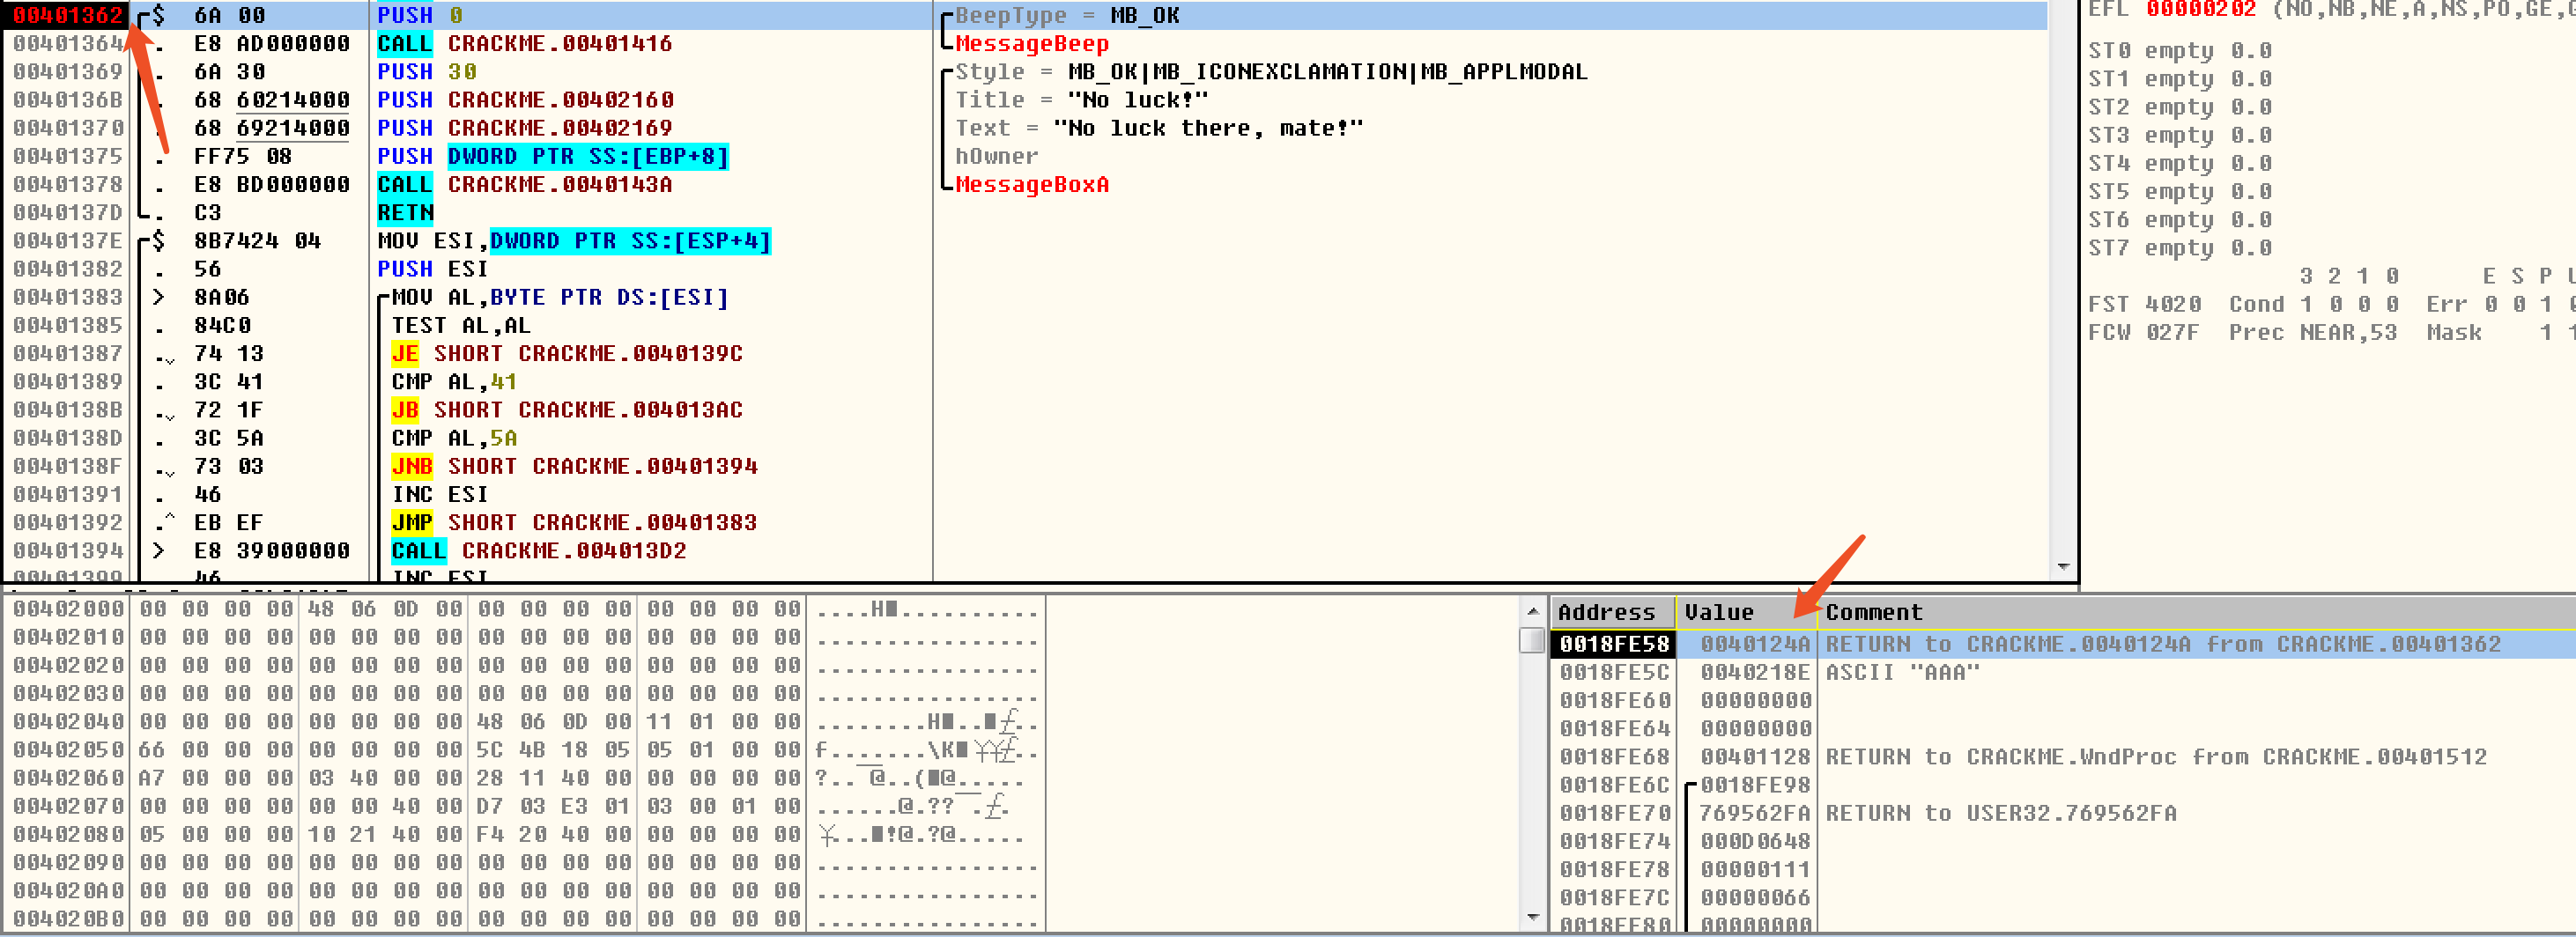 00401362 $ 6A 00 PUSH 0 BeepType = MB_OK
00401364 . E8 AD000000 CALL CRACKME.00401416 MessageBeep
00401369 . 6A 30 PUSH 30 Style = MB_OK|MB_ICONEXCLAMATION|MB_APPLMODAL
0040136B . 68 60214000 PUSH CRACKME.00402160 Title = "No luck!"
00401370 . 68 69214000 PUSH CRACKME.00402169 Text = "No luck there, mate!"
00401375 . FF75 08 PUSH DWORD PTR SS:[EBP+8] hOwner
00401378 . E8 BD000000 CALL CRACKME.0040143A MessageBoxA
0040137D . C3 RETN
0040137E $ 8B7424 04 MOV ESI,DWORD PTR SS:[ESP+4]
00401382 . 56 PUSH ESI
00401383 > 8A06 MOV AL,BYTE PTR DS:[ESI]
00401385 . 84C0 TEST AL,AL
00401387 .v 74 13 JE SHORT CRACKME.0040139C
00401389 . 3C 41 CMP AL,41
0040138B .v 72 1F JB SHORT CRACKME.004013AC
0040138D . 3C 5A CMP AL,5A
0040138F .v 73 03 JNB SHORT CRACKME.00401394
00401391 . 46 INC ESI
00401392 .^ EB EF JMP SHORT CRACKME.00401383
00401394 > E8 39000000 CALL CRACKME.004013D2
00401399 . 46 INC ESI
EFL 00000202 (NO,NB,NE,A,NS,PO,GE,G
ST0 empty 0.0
ST1 empty 0.0
ST2 empty 0.0
ST3 empty 0.0
ST4 empty 0.0
ST5 empty 0.0
ST6 empty 0.0
ST7 empty 0.0
3 2 1 0 E S P U
FST 4020 Cond 1 0 0 0 Err 0 0 1 0
FCW 027F Prec NEAR,53 Mask 1 1
00402000 00 00 00 00 48 06 0D 00 00 00 00 00 00 00 00 00 ....H■..........
00402010 00 00 00 00 00 00 00 00 00 00 00 00 00 00 00 00 ................
00402020 00 00 00 00 00 00 00 00 00 00 00 00 00 00 00 00 ................
00402030 00 00 00 00 00 00 00 00 00 00 00 00 00 00 00 00 ................
00402040 00 00 00 00 00 00 00 00 48 06 0D 00 11 01 00 00 ........H■..■£..
00402050 66 00 00 00 00 00 00 00 5C 4B 18 05 05 01 00 00 f.......\K■¥¥£..
00402060 A7 00 00 00 03 40 00 00 28 11 40 00 00 00 00 00 ?...@..(■@.....
00402070 00 00 00 00 00 00 40 00 D7 03 E3 01 03 00 01 00 ......@.??.£.
00402080 05 00 00 00 10 21 40 00 F4 20 40 00 00 00 00 00 ¥...■!@.?@.....
00402090 00 00 00 00 00 00 00 00 00 00 00 00 00 00 00 00 ................
004020A0 00 00 00 00 00 00 00 00 00 00 00 00 00 00 00 00 ................
004020B0 00 00 00 00 00 00 00 00 00 00 00 00 00 00 00 00 ................
Address Value Comment
0018FE58 0040124A RETURN to CRACKME.0040124A from CRACKME.00401362
0018FE5C 0040218E ASCII "AAA"
0018FE60 00000000
0018FE64 00000000
0018FE68 00401128 RETURN to CRACKME.WndProc from CRACKME.00401512
0018FE6C 0018FE98
0018FE70 769562FA RETURN to USER32.769562FA
0018FE74 000D0648
0018FE78 00000111
0018FE7C 00000066
0018FE80 00000000